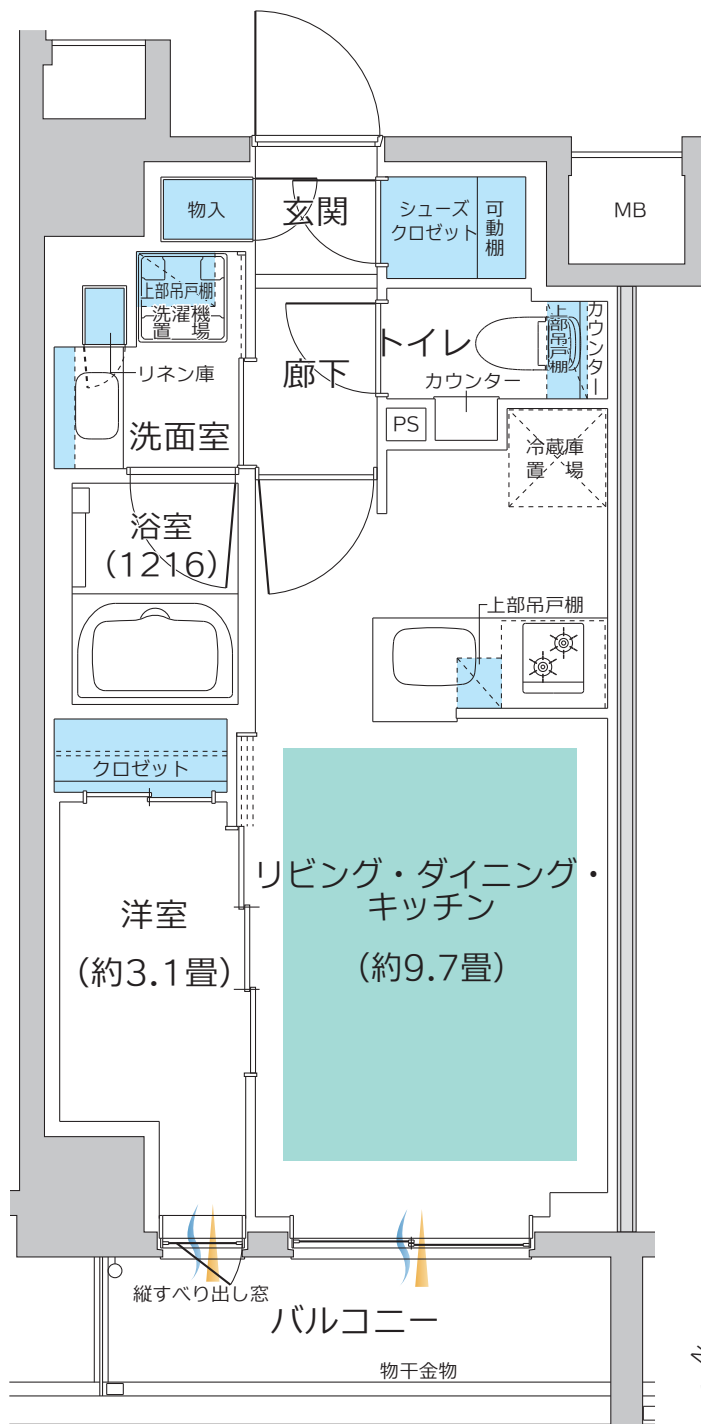 物入
玄関
シューズ
クロゼット
可動棚
MB
上部吊戸棚
洗濯機
置場
リネン庫
廊下
トイレ
上部吊戸棚
カウンター
カウンター
洗面室
PS
冷蔵庫
置場
浴室
(1216)
上部吊戸棚
クロゼット
リビング・ダイニング・
キッチン
(約9.7畳)
洋室
(約3.1畳)
縦すべり出し窓
バルコニー
物干金物
N